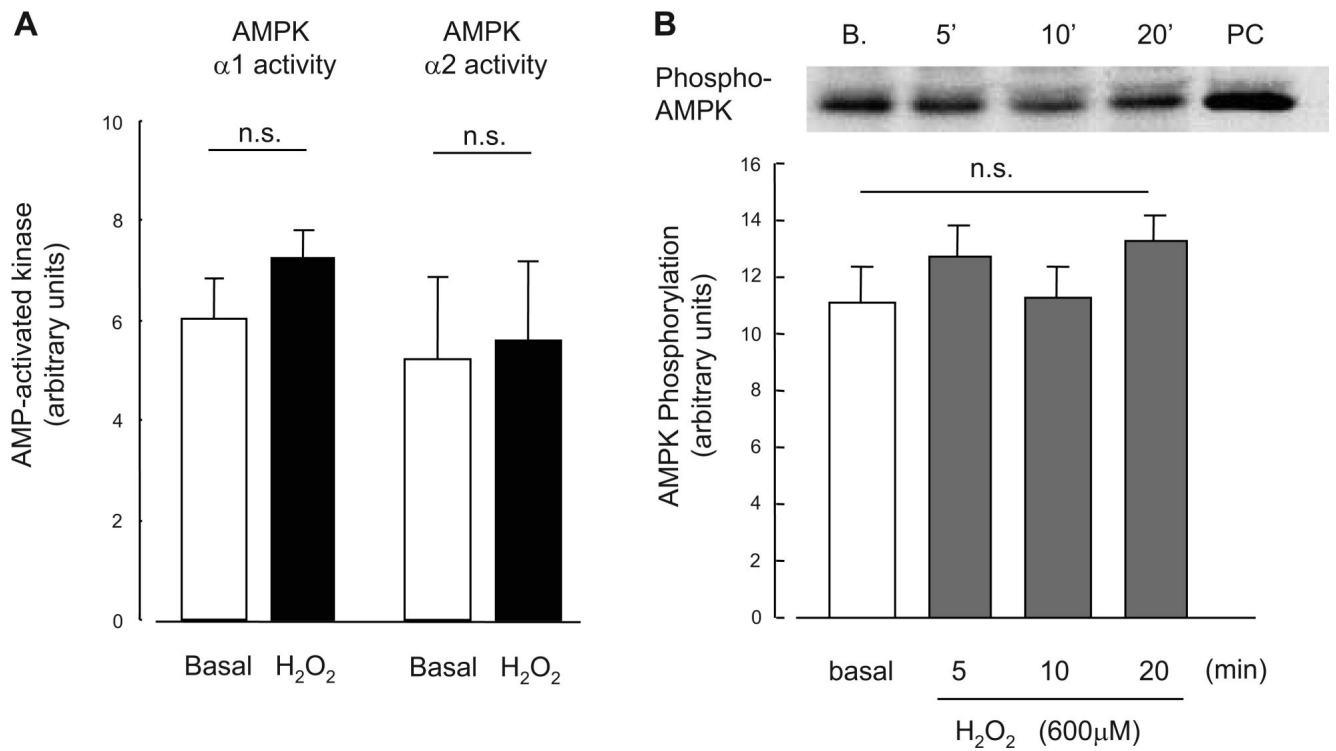 A
AMPK
α1 activity
AMPK
α2 activity
n.s.
n.s.
AMP-activated kinase
(arbitrary units)
10
8
6
4
2
0
Basal
H₂O₂
Basal
H₂O₂
B
B. 5’ 10’ 20’ PC
Phospho-
AMPK
n.s.
AMPK Phosphorylation
(arbitrary units)
16
14
12
10
8
6
4
2
0
basal 5 10 20 (min)
H₂O₂ (600μM)